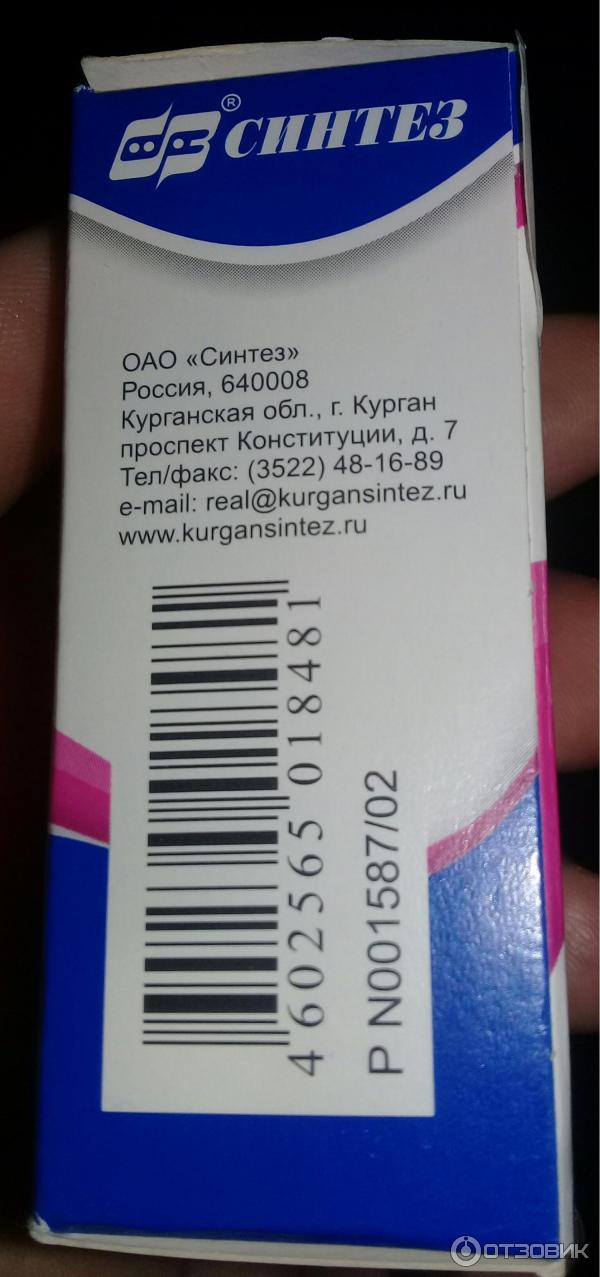 ® СИНТЕЗ
ОАО «Синтез»
Россия, 640008
Курганская обл., г. Курган
проспект Конституции, д. 7
Тел/факс: (3522) 48-16-89
e-mail: real@kurgansintez.ru
www.kurgansintez.ru
4 602565 018481
P N001587/02
ОТЗОВИК